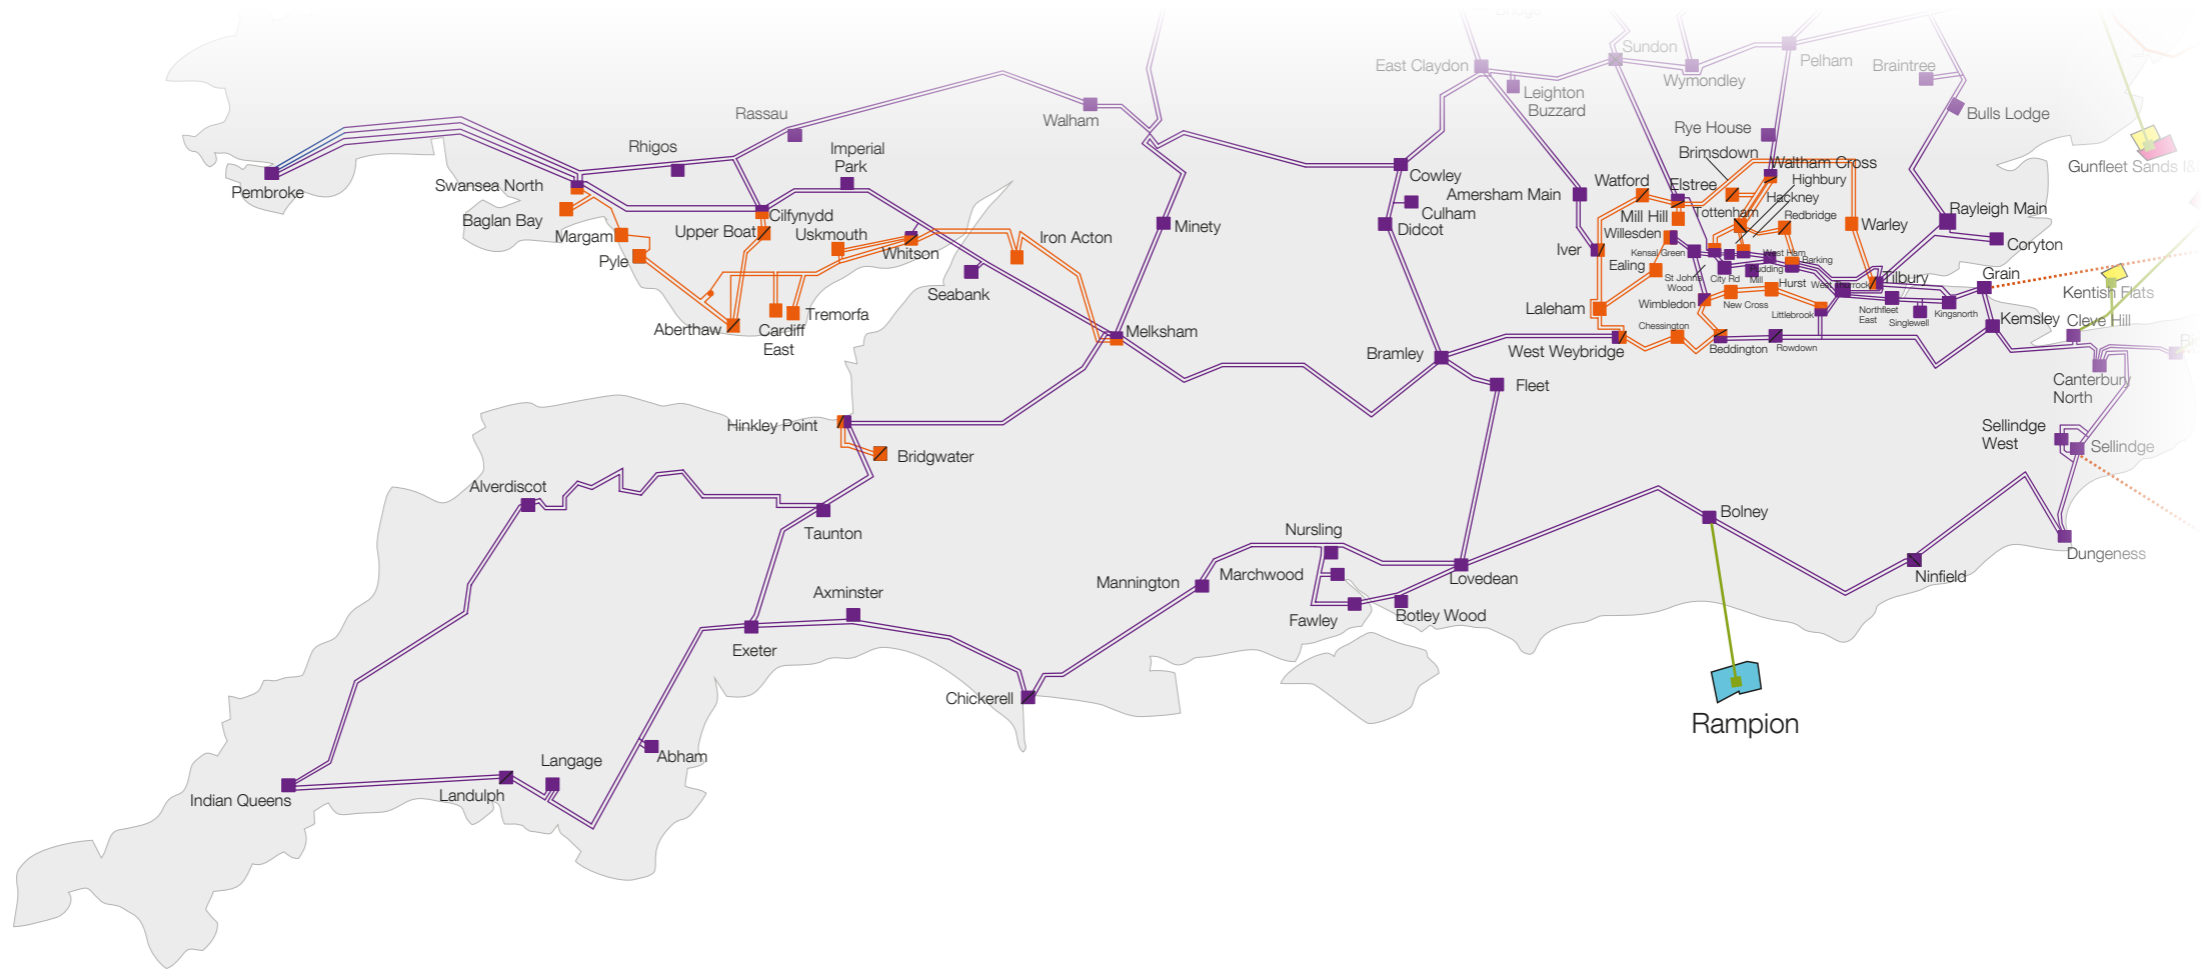 Sundon
East Claydon
Pelham
Wymondley
Braintree
Leighton
Buzzard
Bulls Lodge
Rassau
Walham
Rye House
Rhigos
Imperial
Park
Brimsdown
Waltham Cross
Gunfleet Sands I&
Pembroke
Swansea North
Cowley
Watford
Elstree
Highbury
Amersham Main
Hackney
Baglan Bay
Cilfynydd
Culham
Mill Hill
Tottenham
Redbridge
Rayleigh Main
Margam
Upper Boat
Uskmouth
Iron Acton
Minety
Didcot
Willesden
Warley
Coryton
Whitson
Iver
Kensal Green
West Ham
Barking
Pyle
Ealing
Pudding
Mill
St Johns
Wood
City Rd
Tilbury
Grain
Seabank
Hurst
West Thurrock
Kentish Flats
Laleham
Wimbledon
New Cross
Littlebrook
Northfleet
East
Singlewell
Kingsnorth
Aberthaw
Cardiff
East
Tremorfa
Melksham
Chessington
Kemsley
Cleve Hill
Bramley
West Weybridge
Beddington
Rowdown
Fleet
Canterbury
North
Hinkley Point
Sellindge
West
Sellindge
Bridgwater
Alverdiscot
Bolney
Taunton
Nursling
Dungeness
Mannington
Marchwood
Lovedean
Ninfield
Axminster
Fawley
Botley Wood
Exeter
Chickerell
Rampion
Abham
Langage
Indian Queens
Landulph